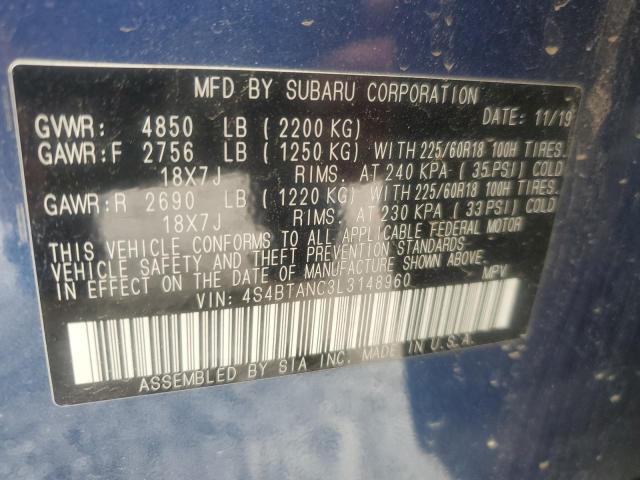 MFD BY SUBARU CORPORATION
DATE: 11/19
GVWR: 4850 LB ( 2200 KG)
GAWR:F 2756 LB ( 1250 KG) WITH 225/60R18 100H TIRES.
18X7J RIMS. AT 240 KPA ( 35 PSI) COLD
GAWR:R 2690 LB ( 1220 KG) WITH 225/60R18 100H TIRES.
18X7J RIMS. AT 230 KPA ( 33 PSI) COLD
THIS VEHICLE CONFORMS TO ALL APPLICABLE FEDERAL MOTOR
VEHICLE SAFETY AND THEFT PREVENTION STANDARDS
IN EFFECT ON THE DATE OF MANUFACTURE SHOWN ABOVE.
VIN: 4S4BTANC3L3148960 MPV
ASSEMBLED BY SIA, INC. MADE IN U.S.A.